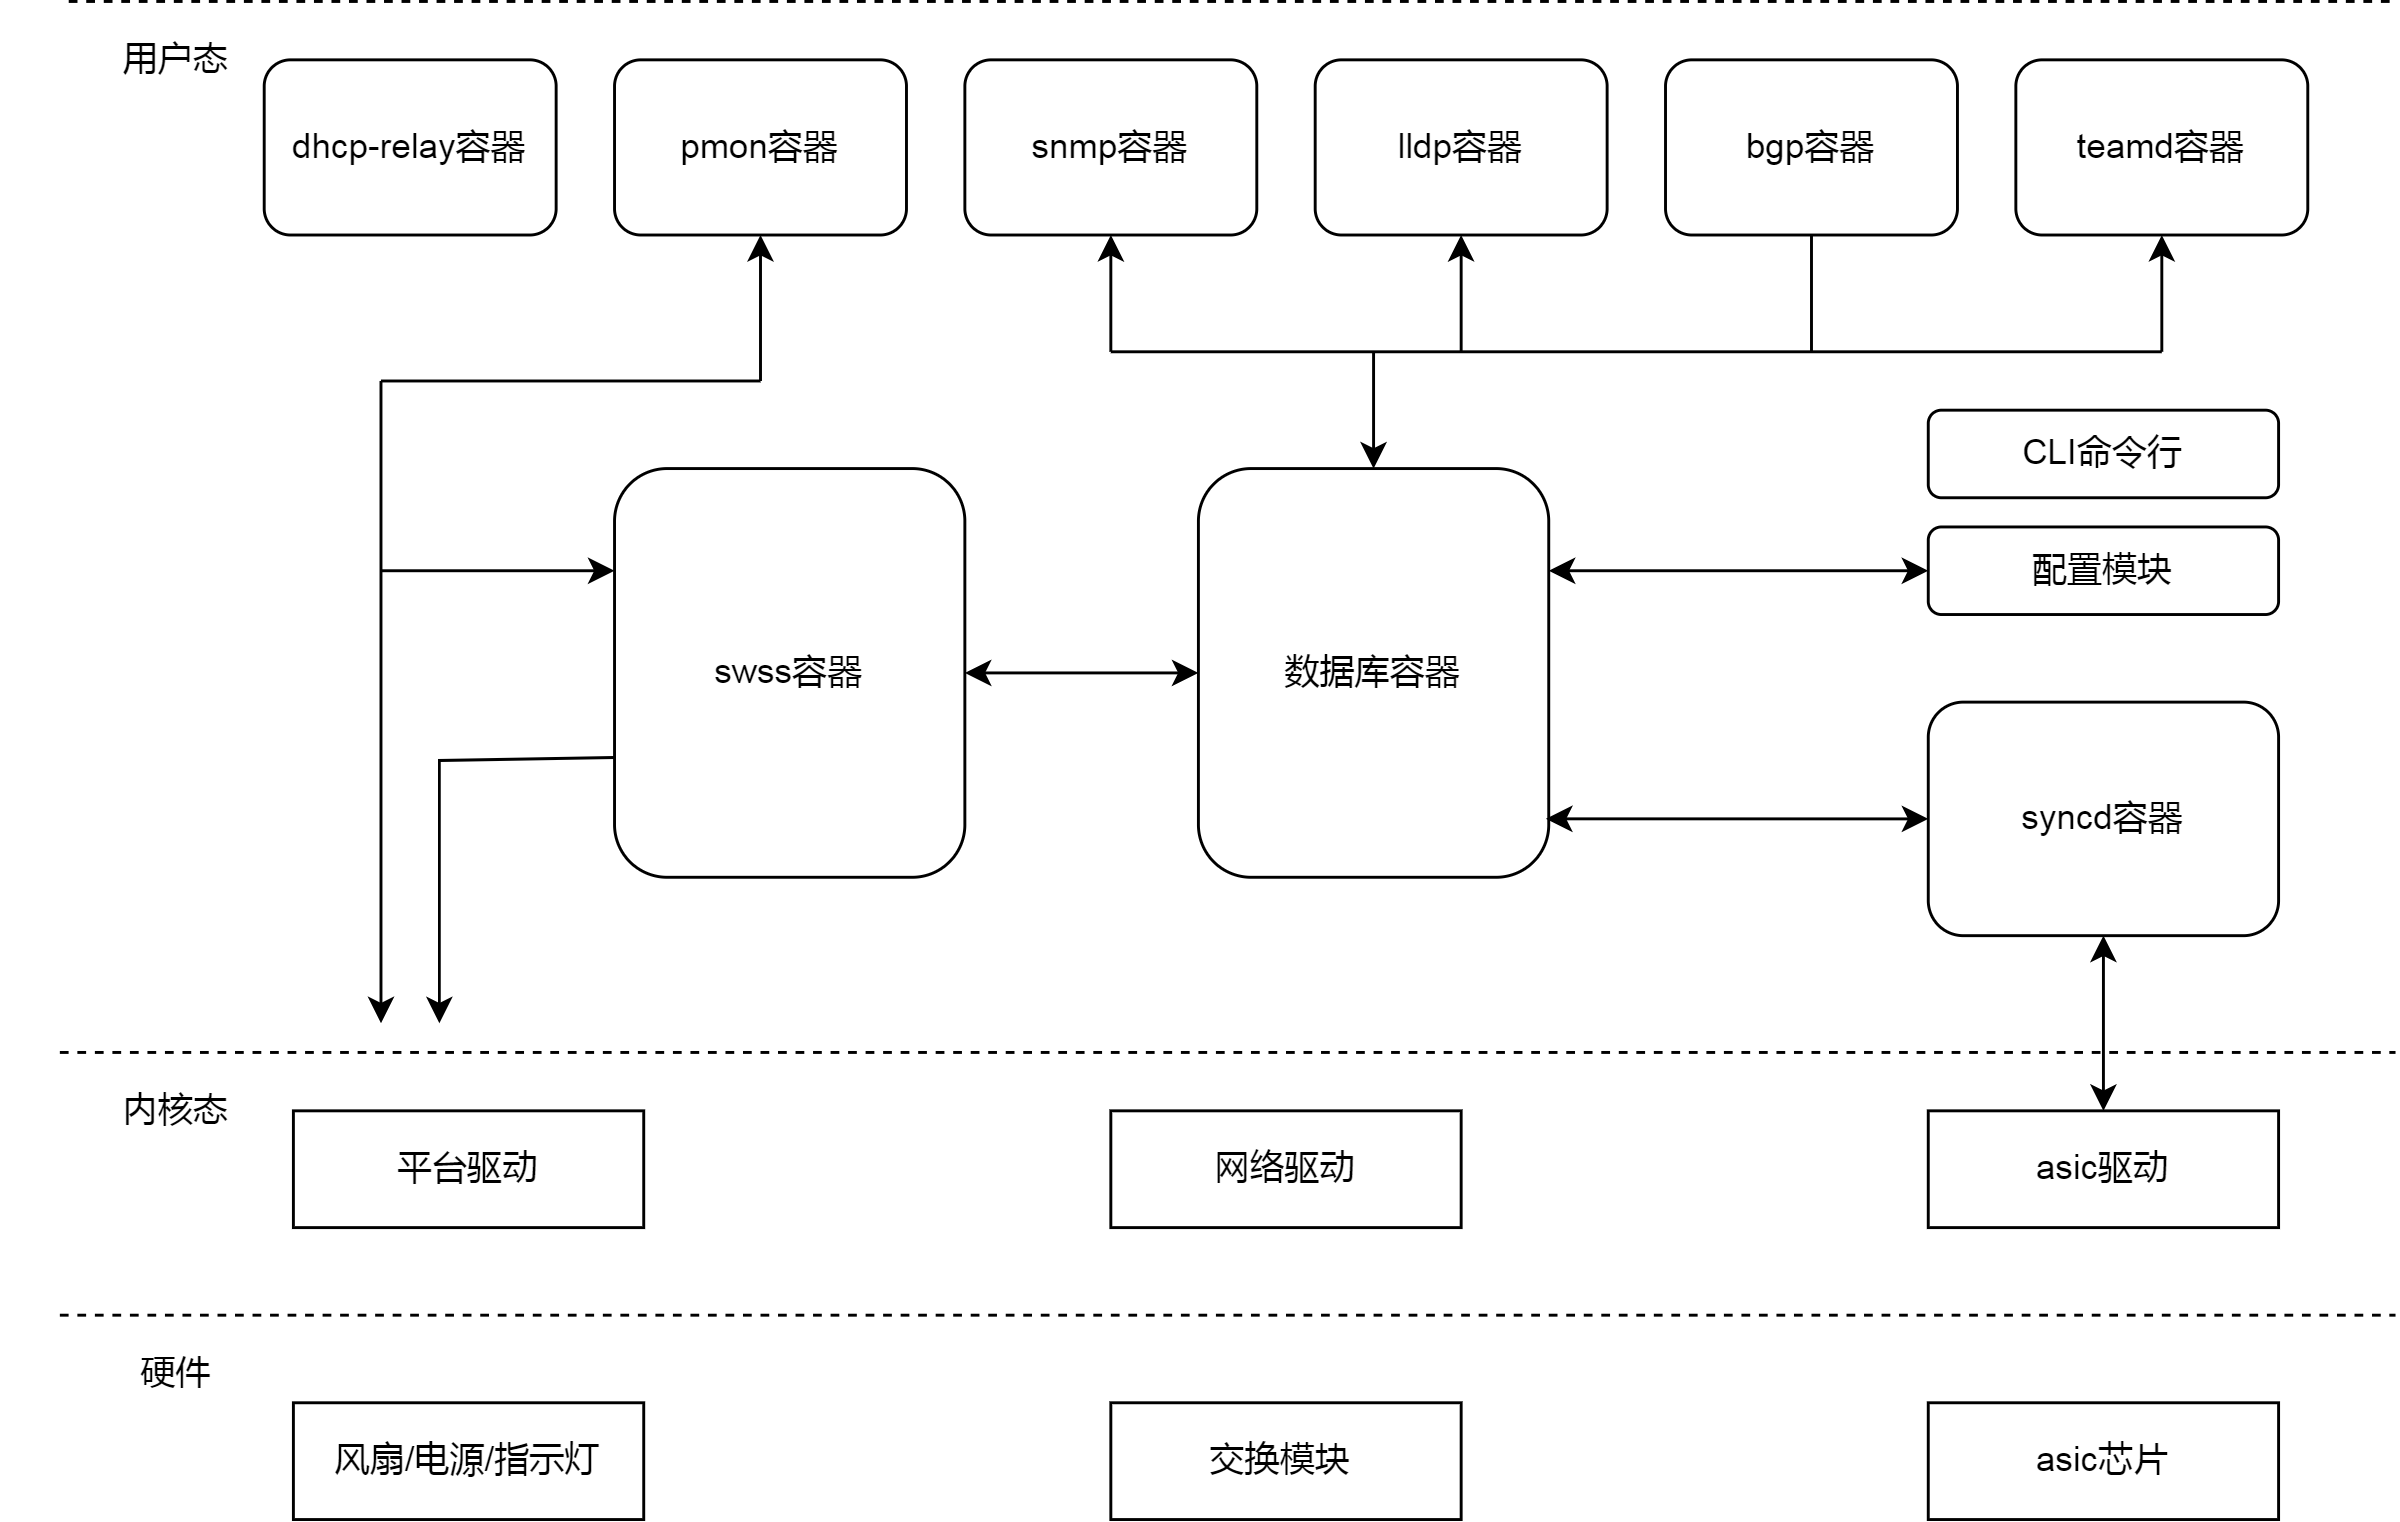 用户态
dhcp-relay容器
pmon容器
snmp容器
lldp容器
bgp容器
teamd容器
CLI命令行
配置模块
swss容器
数据库容器
syncd容器
内核态
平台驱动
网络驱动
asic驱动
硬件
风扇/电源/指示灯
交换模块
asic芯片